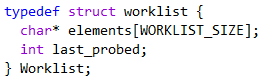 typedef struct worklist {
  char* elements[WORKLIST_SIZE];
  int last_probed;
} Worklist;